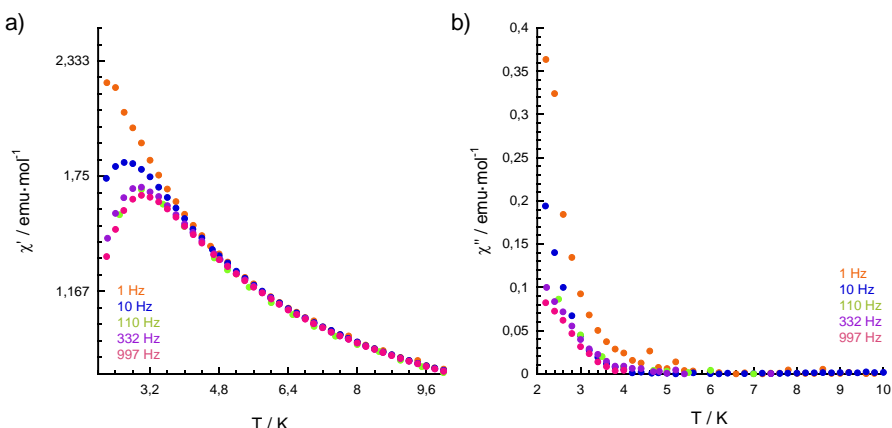 a)
χ' / emu·mol-1
2,333
1,75
1,167
1 Hz
10 Hz
110 Hz
332 Hz
997 Hz
3,2 4,8 6,4 8 9,6
T / K
b)
χ'' / emu·mol-1
0,4
0,35
0,3
0,25
0,2
0,15
0,1
0,05
0
1 Hz
10 Hz
110 Hz
332 Hz
997 Hz
2 3 4 5 6 7 8 9 10
T / K